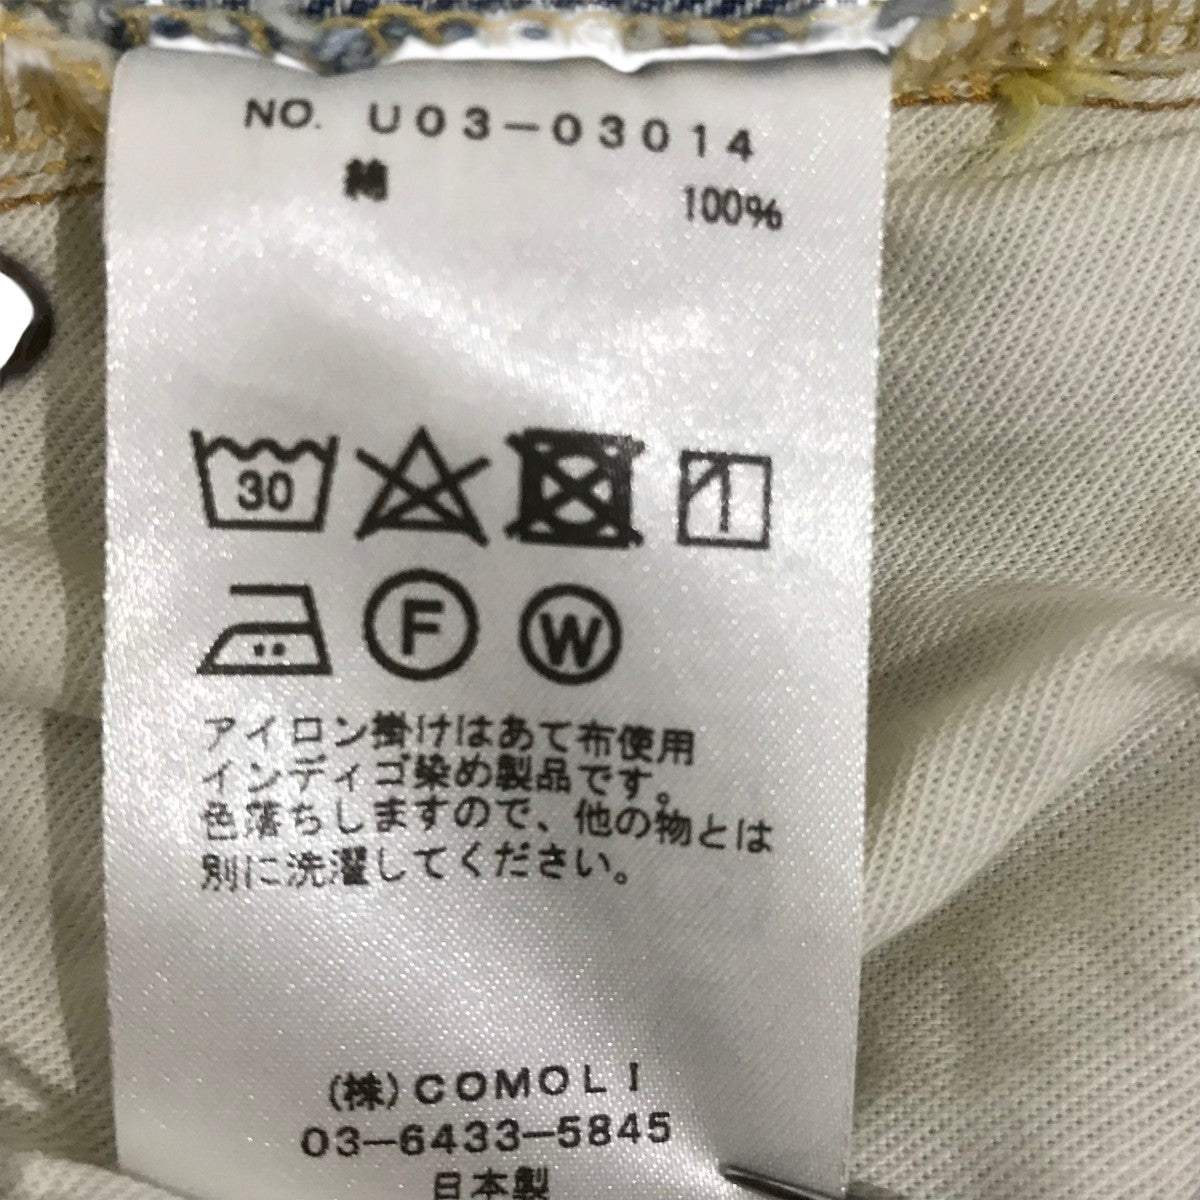 NO. U03-03014
綿 100%
30
F W
アイロン掛けはあて布使用
インディゴ染め製品です。
色落ちしますので、他の物とは
別に洗濯してください。
(株)COMOLI
03-6433-5845
日本製